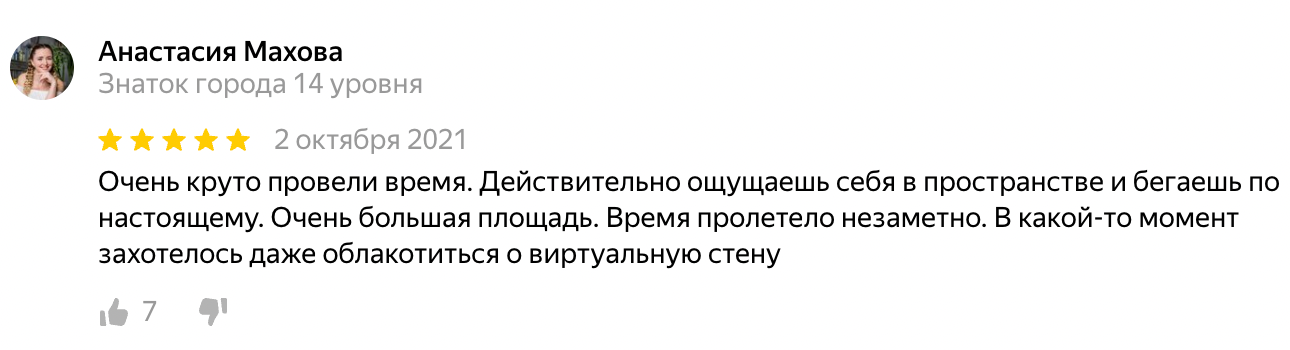 Анастасия Махова
Знаток города 14 уровня
2 октября 2021
Очень круто провели время. Действительно ощущаешь себя в пространстве и бегаешь по
настоящему. Очень большая площадь. Время пролетело незаметно. В какой-то момент
захотелось даже облакотиться о виртуальную стену
7